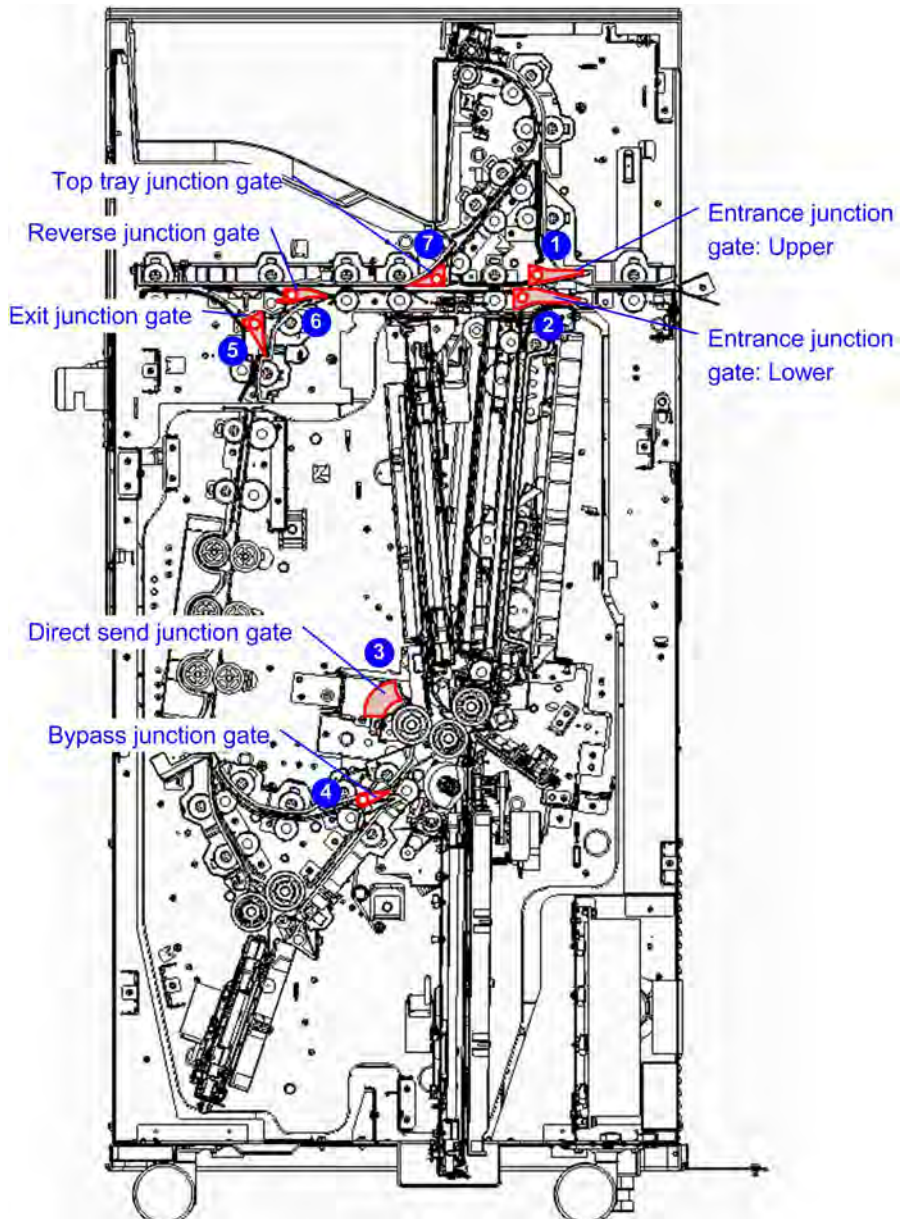 Top tray junction gate
Reverse junction gate
Exit junction gate
7
1
Entrance junction
gate: Upper
6
5
2
Entrance junction
gate: Lower
Direct send junction gate
3
Bypass junction gate
4